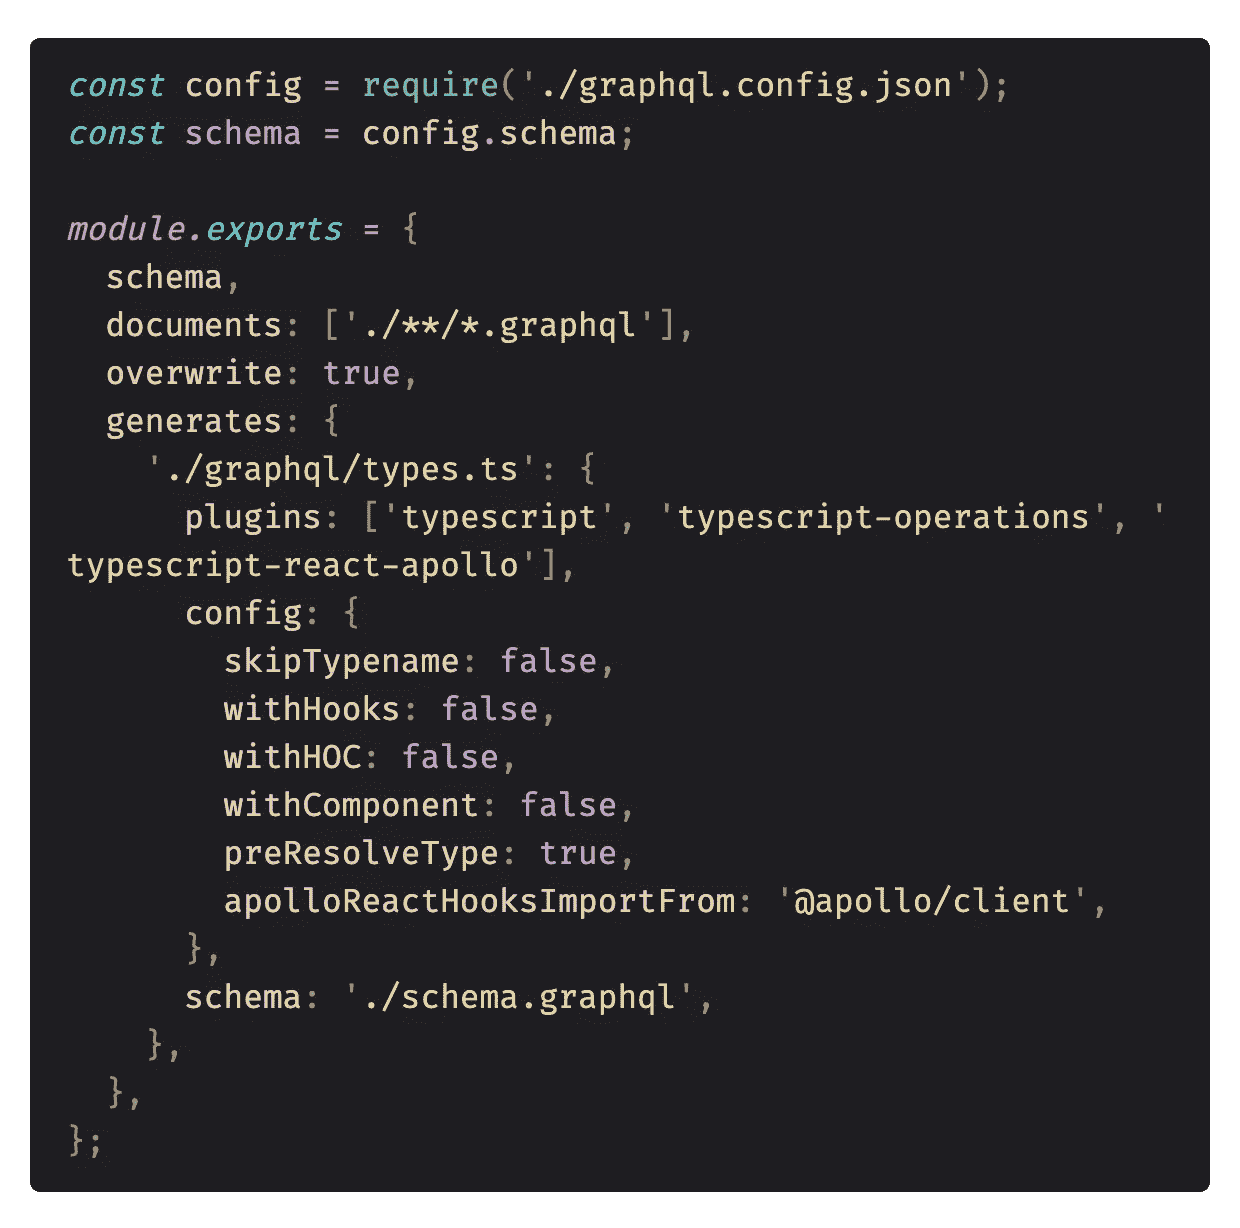 const config = require('./graphql.config.json');
const schema = config.schema;

module.exports = {
  schema,
  documents: ['./**/*.graphql'],
  overwrite: true,
  generates: {
    './graphql/types.ts': {
      plugins: ['typescript', 'typescript-operations', '
typescript-react-apollo'],
      config: {
        skipTypename: false,
        withHooks: false,
        withHOC: false,
        withComponent: false,
        preResolveType: true,
        apolloReactHooksImportFrom: '@apollo/client',
      },
      schema: './schema.graphql',
    },
  },
};